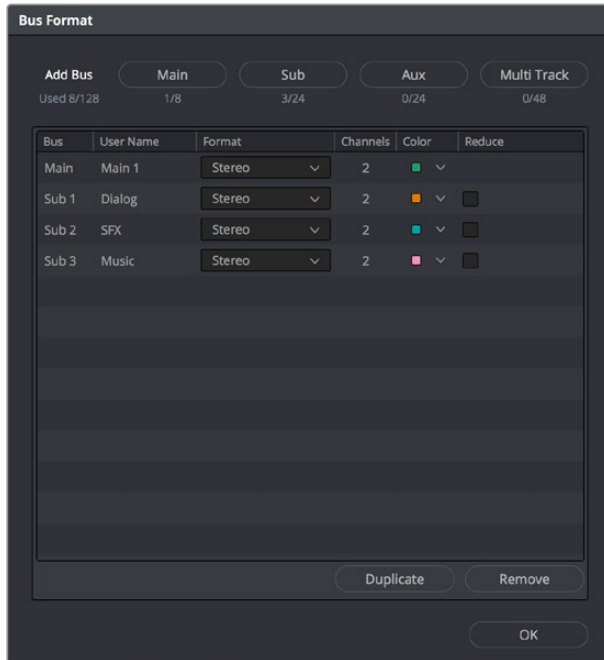 Bus Format
Add Bus Main Sub Aux Multi Track
Used 8/128 1/8 3/24 0/24 0/48
Bus User Name Format Channels Color Reduce
Main Main 1 Stereo 2
Sub 1 Dialog Stereo 2
Sub 2 SFX Stereo 2
Sub 3 Music Stereo 2
Duplicate Remove
OK